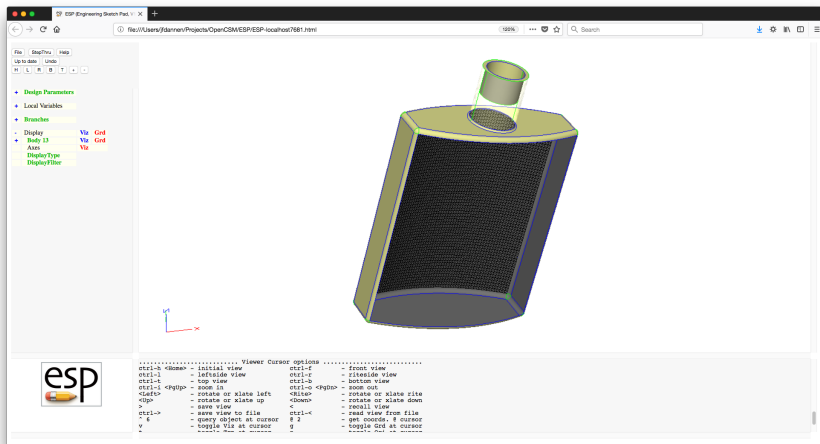 ESP (Engineering Sketch Pad, 
file:///Users/jfdannen/Projects/OpenCSM/ESP/ESP-localhost7681.html
120%
Search
File StepThru Help
Up to date Undo
H L R B T + -
+ Design Parameters
+ Local Variables
+ Branches
- Display Viz Grd
+ Body 13 Viz Grd
Axes Viz
DisplayType
DisplayFilter
x
esp
.......................... Viewer Cursor options ..........................
ctrl-h <Home> - initial view ctrl-f - front view
ctrl-l - leftside view ctrl-r - riteside view
ctrl-t - top view ctrl-b - bottom view
ctrl-i <PgUp> - zoom in ctrl-o <PgDn> - zoom out
<Left> - rotate or xlate left <Rite> - rotate or xlate rite
<Up> - rotate or xlate up <Down> - rotate or xlate down
> - save view < - recall view
ctrl-> - save view to file ctrl-< - read view from file
^ 6 - query object at cursor @ 2 - get coords. @ cursor
v - toggle Viz at cursor g - toggle Grd at cursor